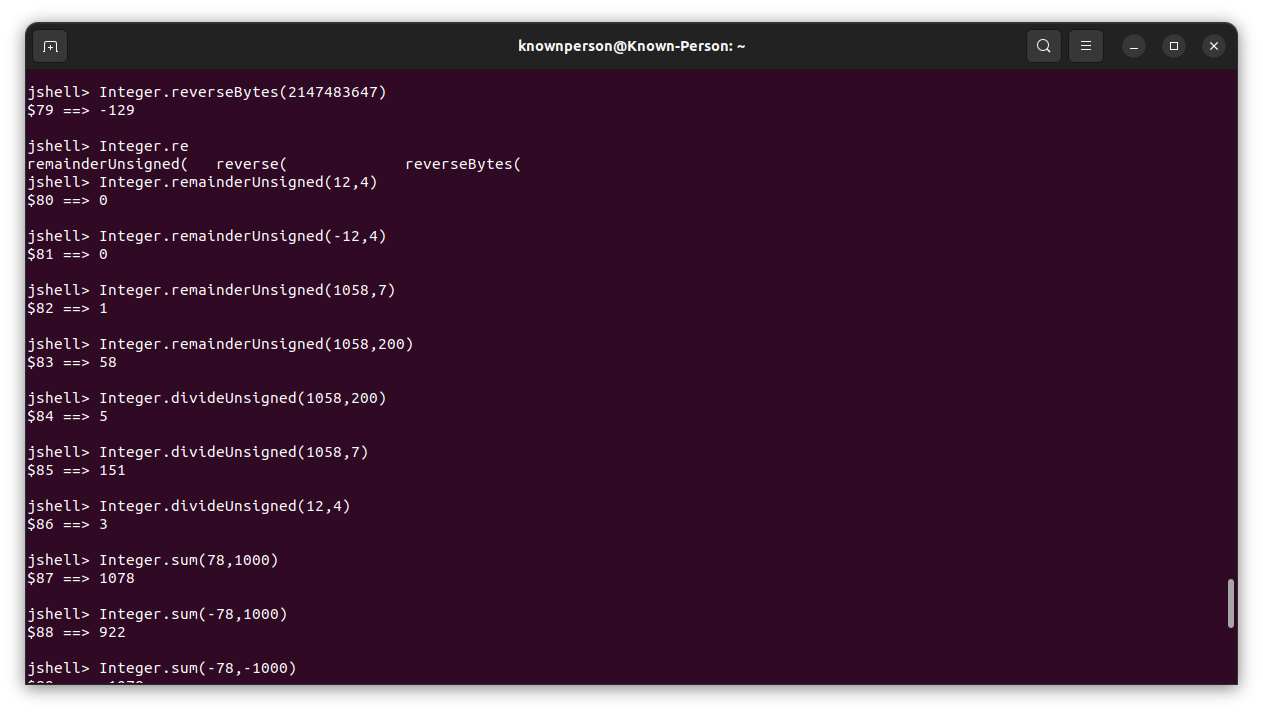 knownperson@Known-Person: ~
jshell> Integer.reverseBytes(2147483647)
$79 ==> -129
jshell> Integer.re
remainderUnsigned(   reverse(             reverseBytes(
jshell> Integer.remainderUnsigned(12,4)
$80 ==> 0
jshell> Integer.remainderUnsigned(-12,4)
$81 ==> 0
jshell> Integer.remainderUnsigned(1058,7)
$82 ==> 1
jshell> Integer.remainderUnsigned(1058,200)
$83 ==> 58
jshell> Integer.divideUnsigned(1058,200)
$84 ==> 5
jshell> Integer.divideUnsigned(1058,7)
$85 ==> 151
jshell> Integer.divideUnsigned(12,4)
$86 ==> 3
jshell> Integer.sum(78,1000)
$87 ==> 1078
jshell> Integer.sum(-78,1000)
$88 ==> 922
jshell> Integer.sum(-78,-1000)